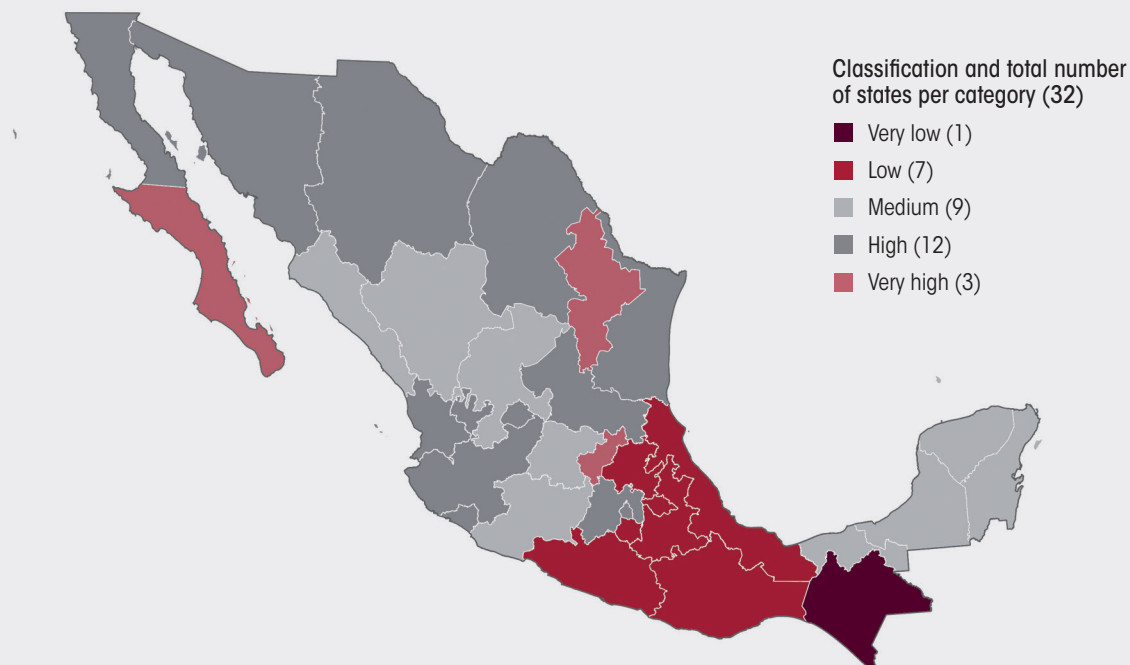 Classification and total number
of states per category (32)
Very low (1)
Low (7)
Medium (9)
High (12)
Very high (3)